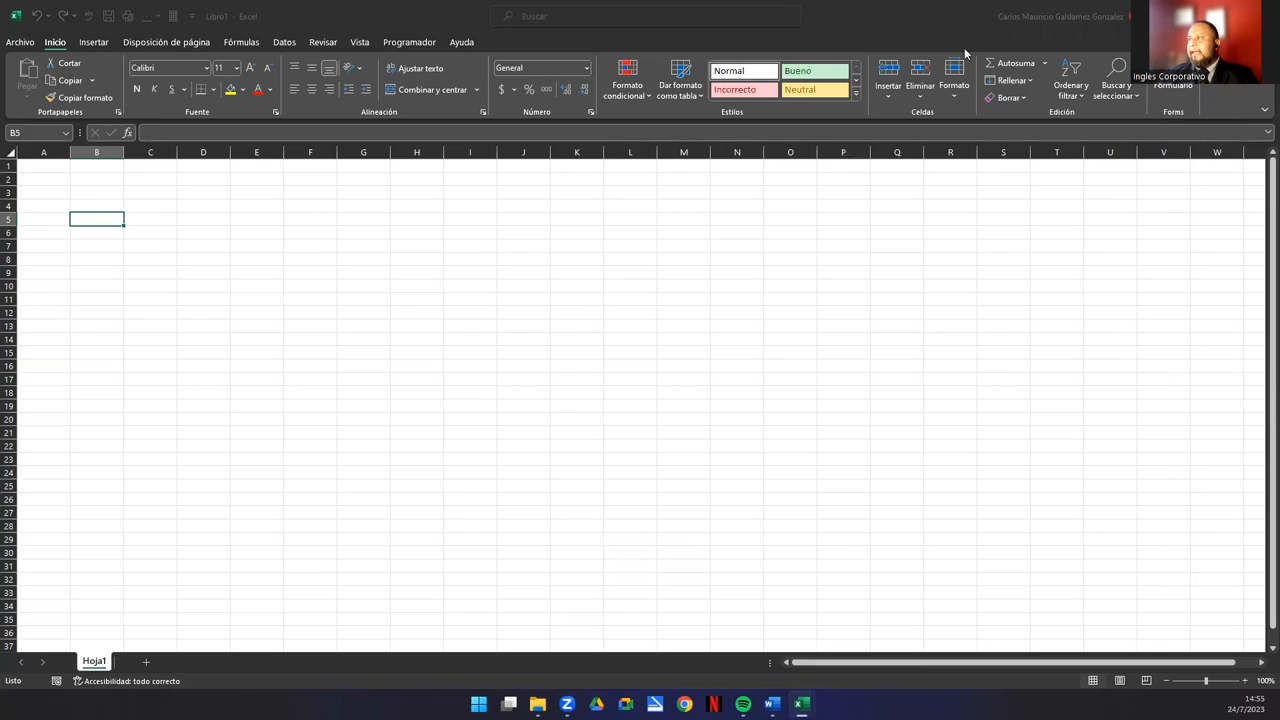 Libro1 - Excel
Buscar
Carlos Mauricio Galdamez Gonzalez
Archivo Inicio Insertar Disposición de página Fórmulas Datos Revisar Vista Programador Ayuda
Pegar
Cortar
Copiar
Copiar formato
Portapapeles
Calibri 11
N K S
Fuente
Ajustar texto
Combinar y centrar
Alineación
General
$ % 000
Número
Formato condicional
Dar formato como tabla
Normal Bueno
Incorrecto Neutral
Estilos
Insertar Eliminar Formato
Celdas
Autosuma
Rellenar
Borrar
Ordenar y filtrar
Buscar y seleccionar
Edición
Formulario
Forms
Ingles Corporativo
B5 fx
A B C D E F G H I J K L M N O P Q R S T U V W
1
2
3
4
5
6
7
8
9
10
11
12
13
14
15
16
17
18
19
20
21
22
23
24
25
26
27
28
29
30
31
32
33
34
35
36
37
Hoja1
Listo Accesibilidad: todo correcto 100%
14:55
24/7/2023